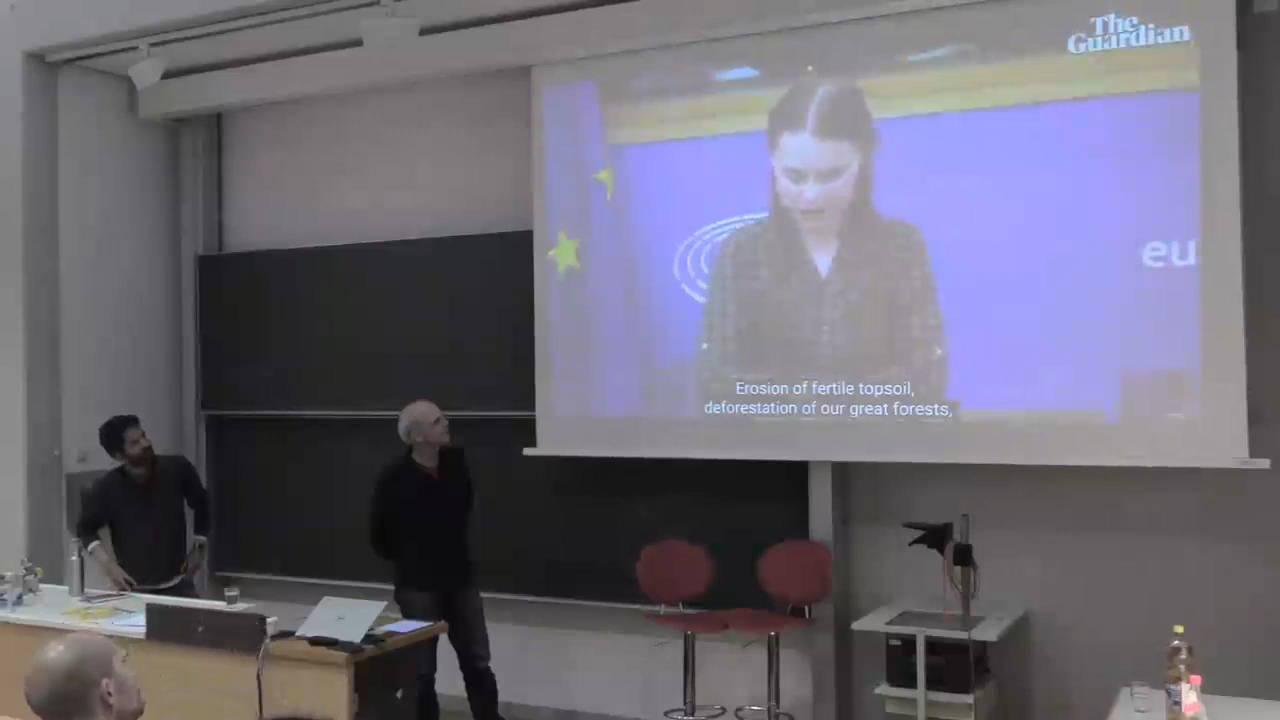 The
Guardian
eu
Erosion of fertile topsoil,
deforestation of our great forests,